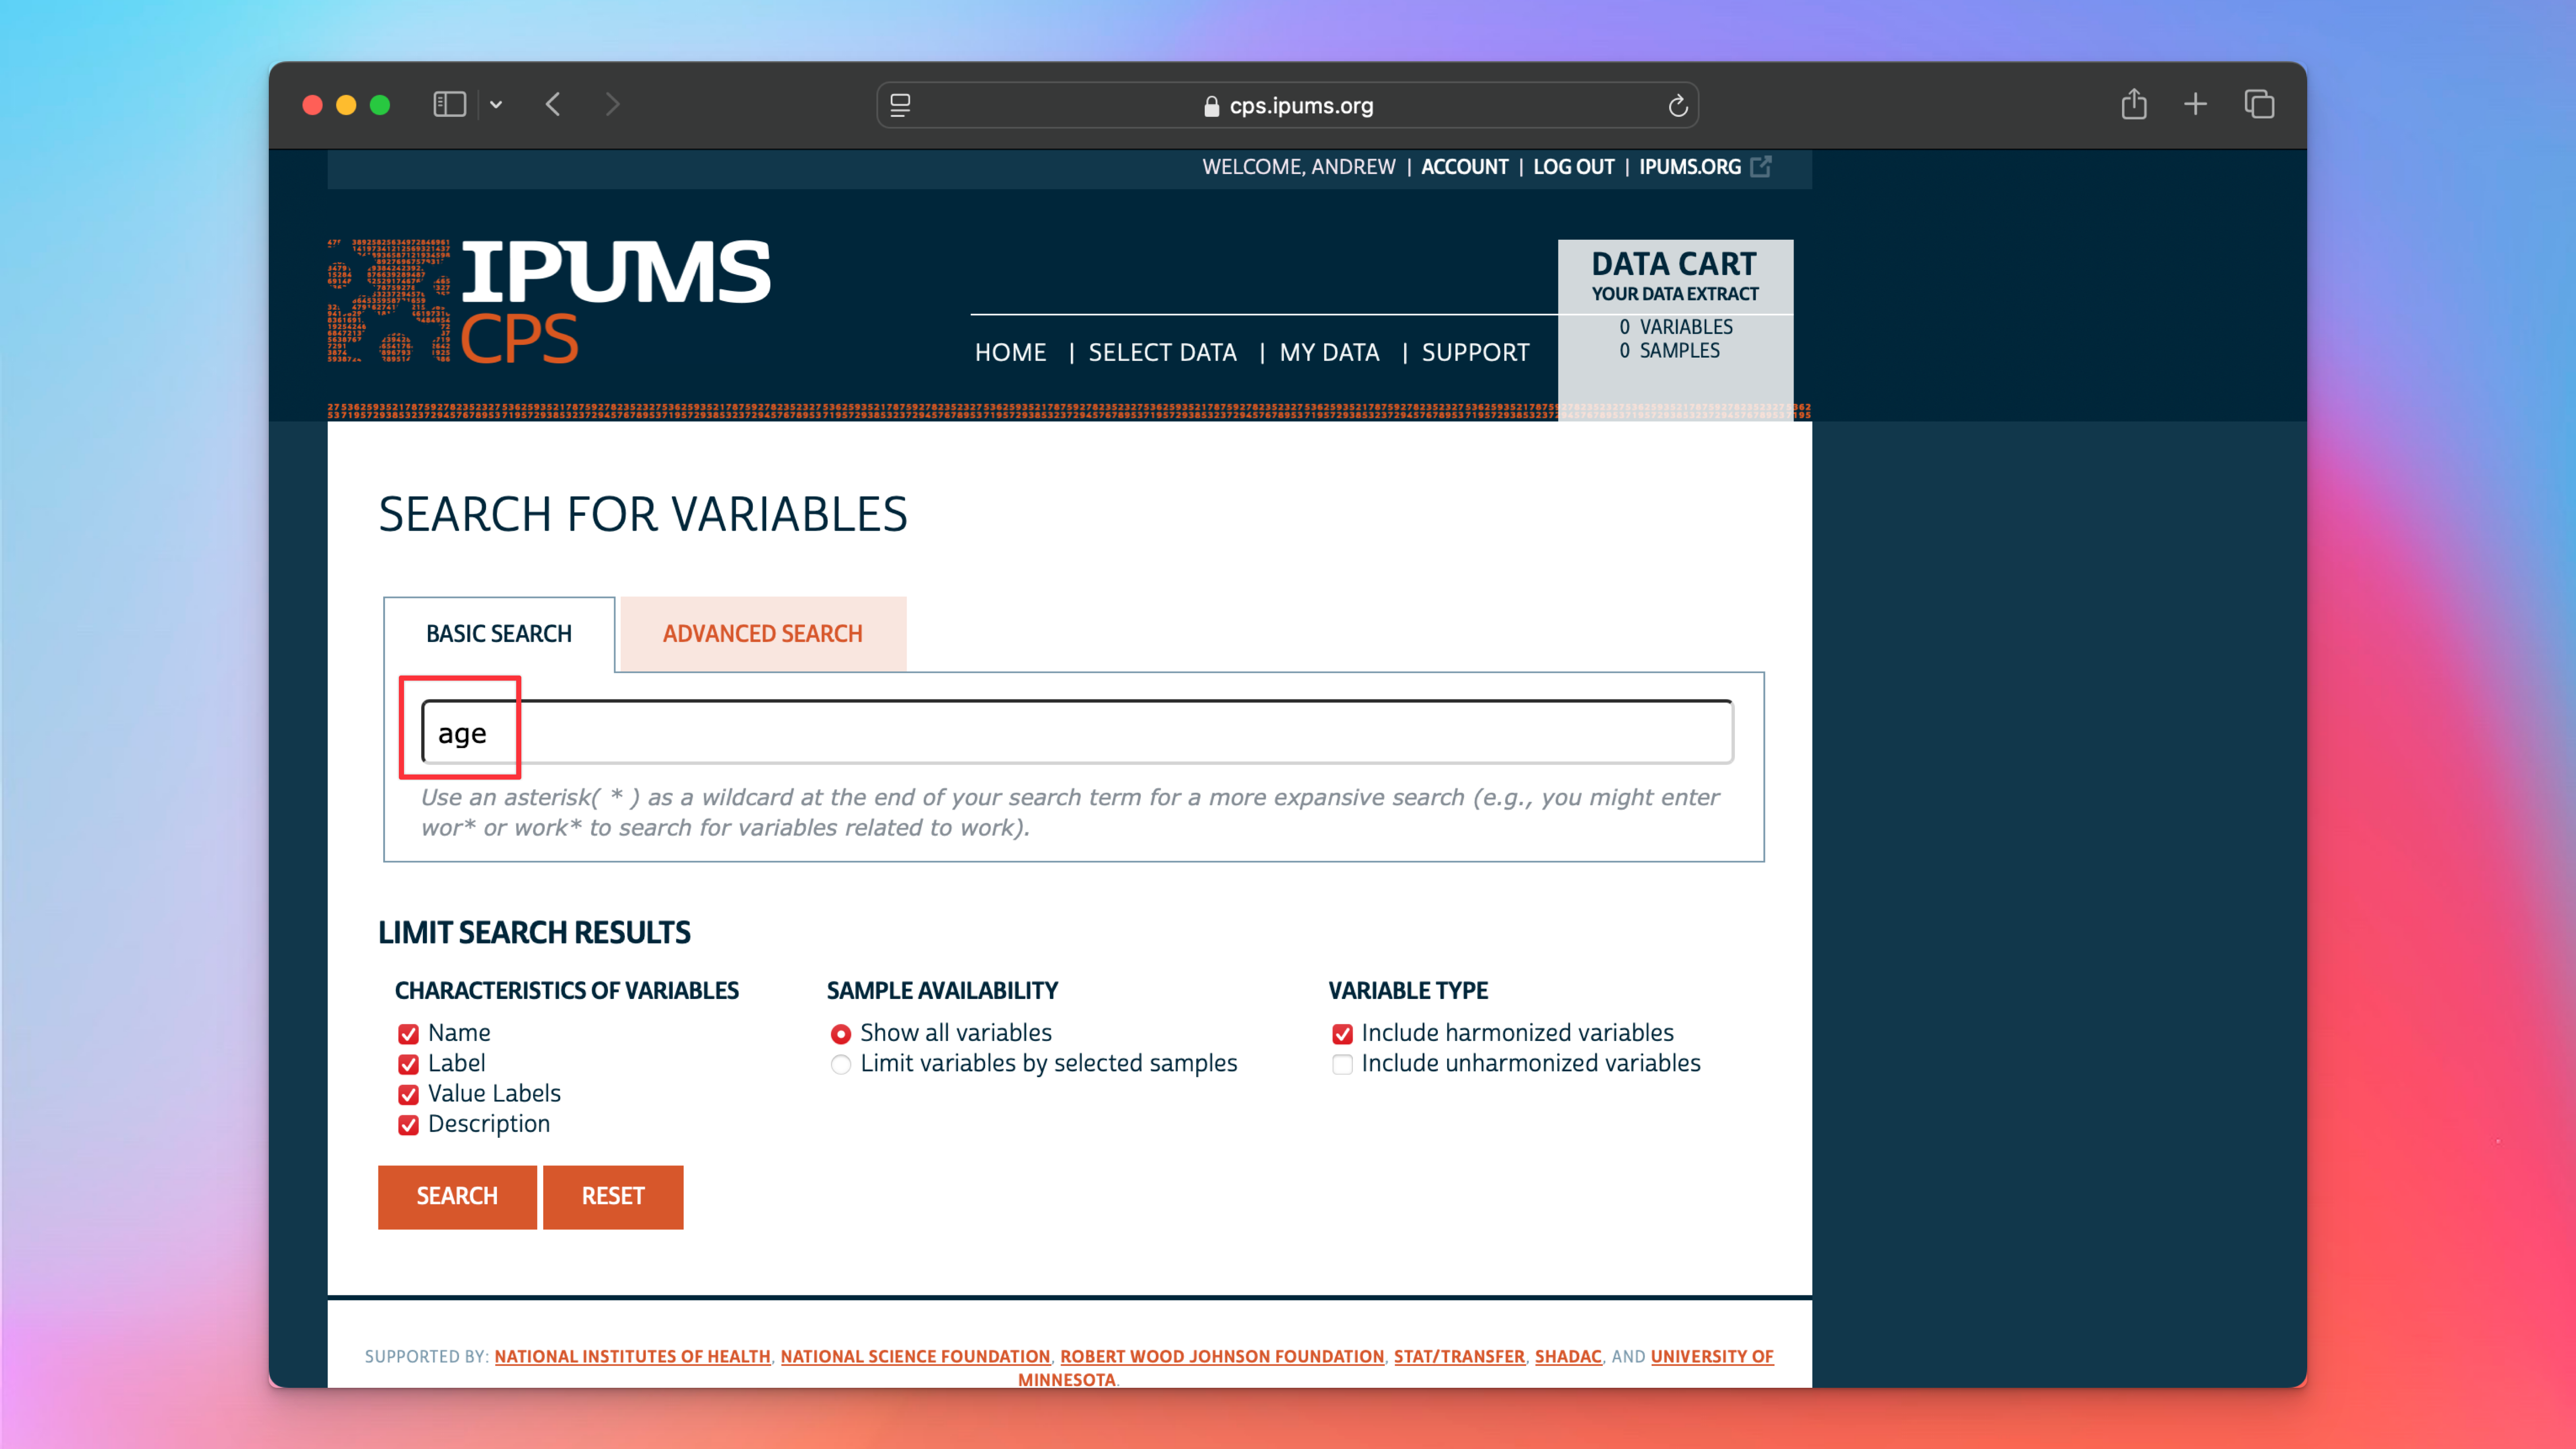 cps.ipums.org
WELCOME, ANDREW | ACCOUNT | LOG OUT | IPUMS.ORG
IPUMS
CPS
DATA CART
YOUR DATA EXTRACT
0 VARIABLES
0 SAMPLES
HOME | SELECT DATA | MY DATA | SUPPORT
SEARCH FOR VARIABLES
BASIC SEARCH
ADVANCED SEARCH
age
Use an asterisk( * ) as a wildcard at the end of your search term for a more expansive search (e.g., you might enter
wor* or work* to search for variables related to work).
LIMIT SEARCH RESULTS
CHARACTERISTICS OF VARIABLES
Name
Label
Value Labels
Description
SAMPLE AVAILABILITY
Show all variables
Limit variables by selected samples
VARIABLE TYPE
Include harmonized variables
Include unharmonized variables
SEARCH
RESET
SUPPORTED BY: NATIONAL INSTITUTES OF HEALTH, NATIONAL SCIENCE FOUNDATION, ROBERT WOOD JOHNSON FOUNDATION, STAT/TRANSFER, SHADAC, AND UNIVERSITY OF
MINNESOTA.